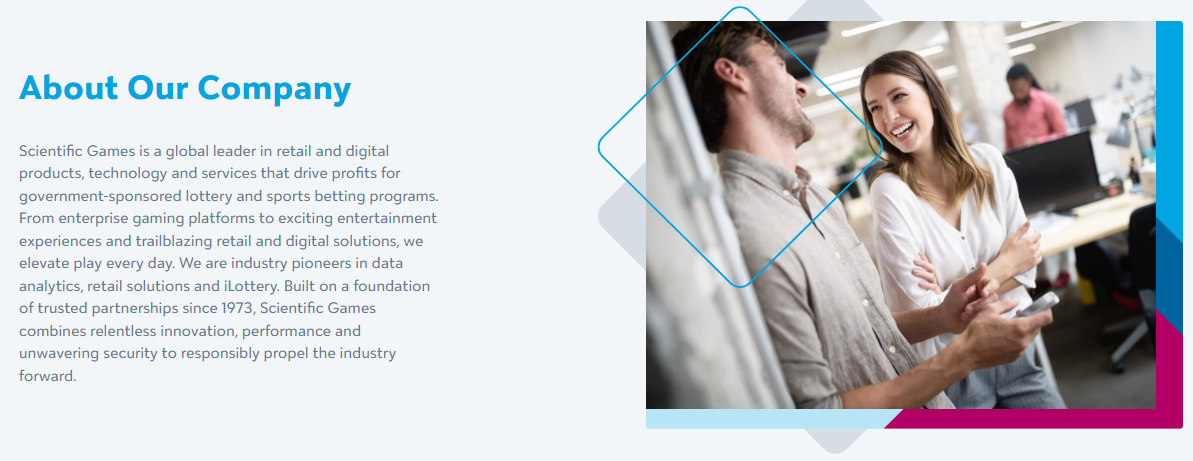 About Our Company
Scientific Games is a global leader in retail and digital
products, technology and services that drive profits for
government-sponsored lottery and sports betting programs.
From enterprise gaming platforms to exciting entertainment
experiences and trailblazing retail and digital solutions, we
elevate play every day. We are industry pioneers in data
analytics, retail solutions and iLottery. Built on a foundation
of trusted partnerships since 1973, Scientific Games
combines relentless innovation, performance and
unwavering security to responsibly propel the industry
forward.